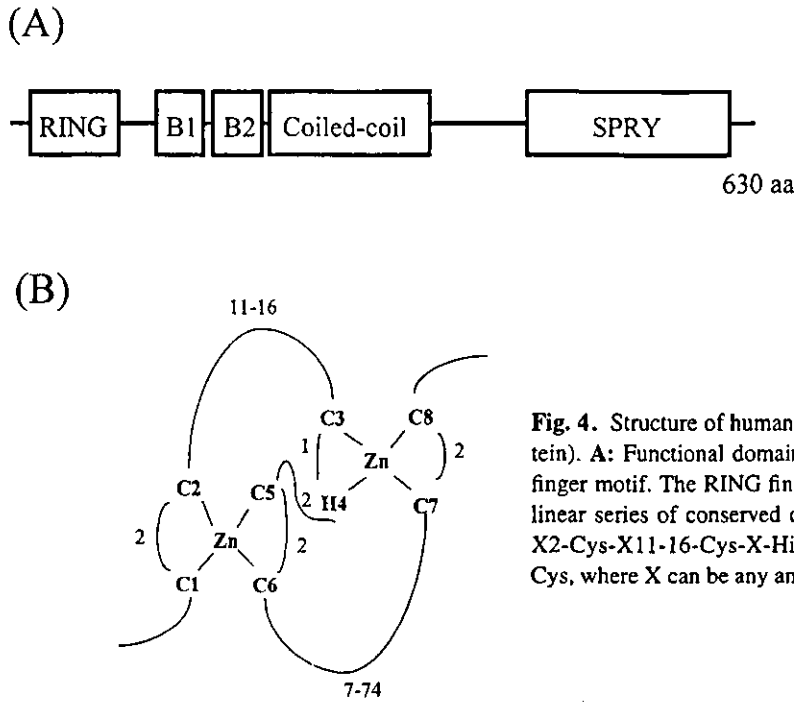 (A)
RING B1 B2 Coiled-coil SPRY
630 aa
(B)
11-16
C3 C8
1 Zn 2
C2 C5 2 H4 C7
2 Zn 2
C1 C6
7-74
Fig. 4. Structure of human
tein). A: Functional domain
finger motif. The RING fin
linear series of conserved c
X2-Cys-X11-16-Cys-X-Hi
Cys, where X can be any an